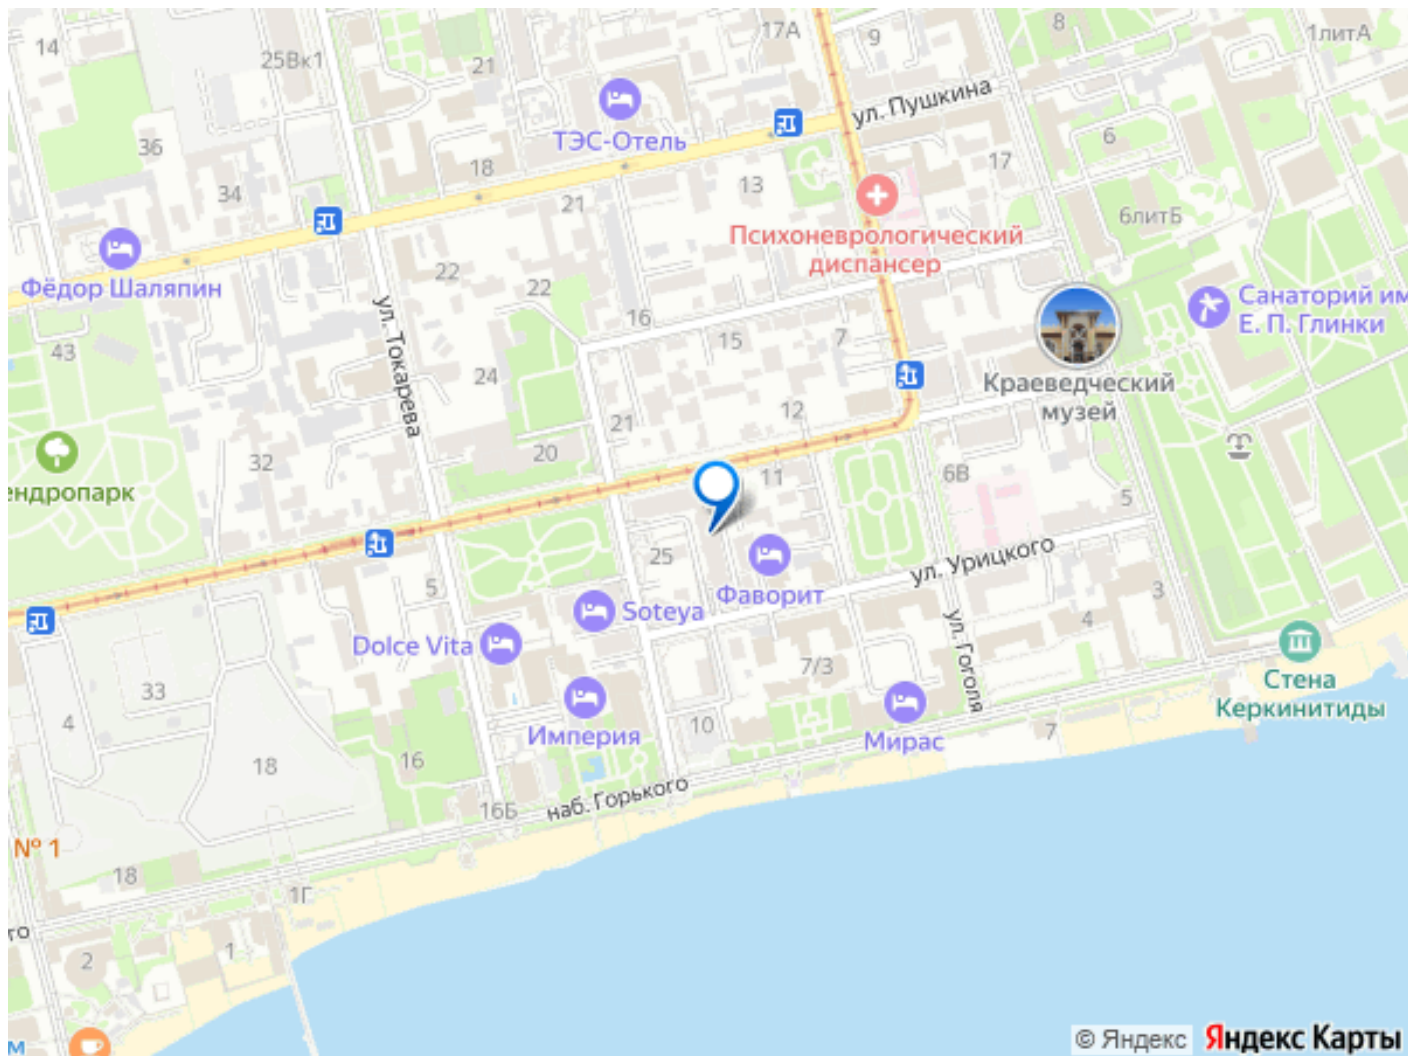 14
25Вк1
21
17А
9
8
1литА
ул. Пушкина
ТЭС-Отель
36
34
18
13
17
6
21
6литБ
Психоневрологический
диспансер
Фёдор Шаляпин
22
22
16
15
7
Санаторий им
Е. П. Глинки
43
ул. Токарева
24
Краеведческий
музей
21
12
32
20
11
6В
5
ендропарк
25
ул. Урицкого
Фаворит
5
Soteya
3
4
Dolce Vita
7/3
ул. Гоголя
Стена
Керкинитиды
33
4
Империя
10
Мирас
7
18
16
наб. Горького
16Б
№ 1
18
1Г
го
1
2
м
© Яндекс
Яндекс Карты